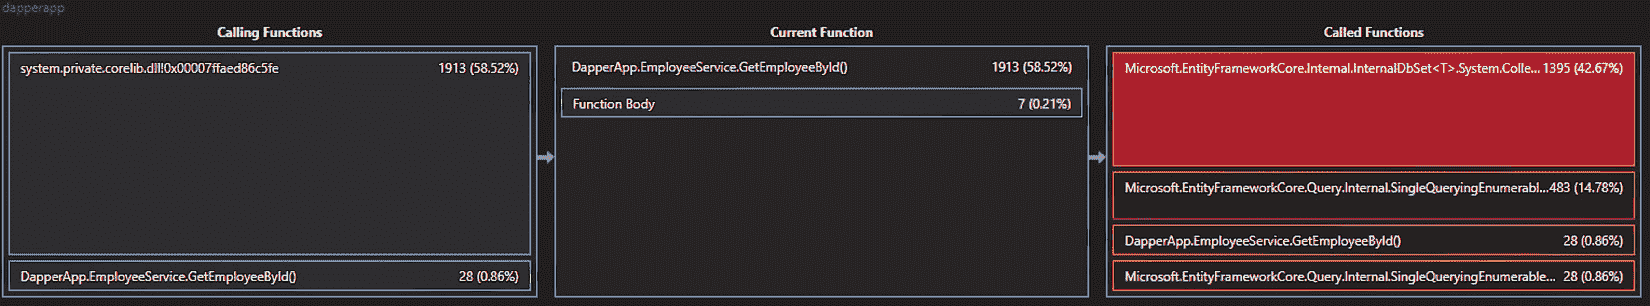 dapperapp
Calling Functions
system.private.corelib.dll!0x00007ffaed86c5fe 1913 (58.52%)
DapperApp.EmployeeService.GetEmployeeById() 28 (0.86%)
Current Function
DapperApp.EmployeeService.GetEmployeeById() 1913 (58.52%)
Function Body 7 (0.21%)
Called Functions
Microsoft.EntityFrameworkCore.Internal.InternalDbSet<T>.System.Colle... 1395 (42.67%)
Microsoft.EntityFrameworkCore.Query.Internal.SingleQueryingEnumerabl...483 (14.78%)
DapperApp.EmployeeService.GetEmployeeById() 28 (0.86%)
Microsoft.EntityFrameworkCore.Query.Internal.SingleQueryingEnumerable... 28 (0.86%)